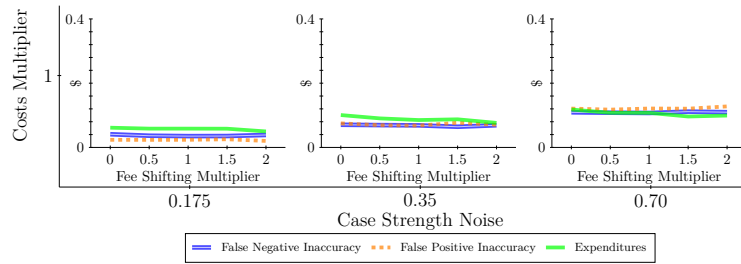 Costs Multiplier
1
0.4
$
0
0 0.5 1 1.5 2
Fee Shifting Multiplier
0.4
$
0
0 0.5 1 1.5 2
Fee Shifting Multiplier
0.4
$
0
0 0.5 1 1.5 2
Fee Shifting Multiplier
0.175 0.35 0.70
Case Strength Noise
False Negative Inaccuracy False Positive Inaccuracy Expenditures